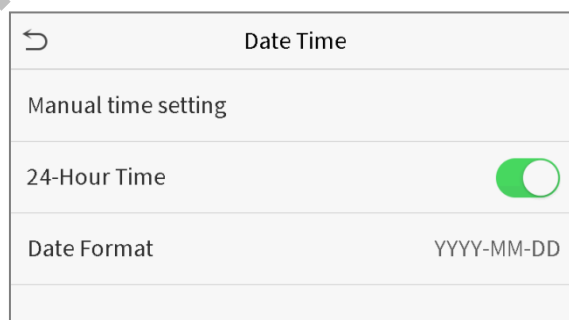 Date Time
Manual time setting
24-Hour Time
Date Format YYYY-MM-DD